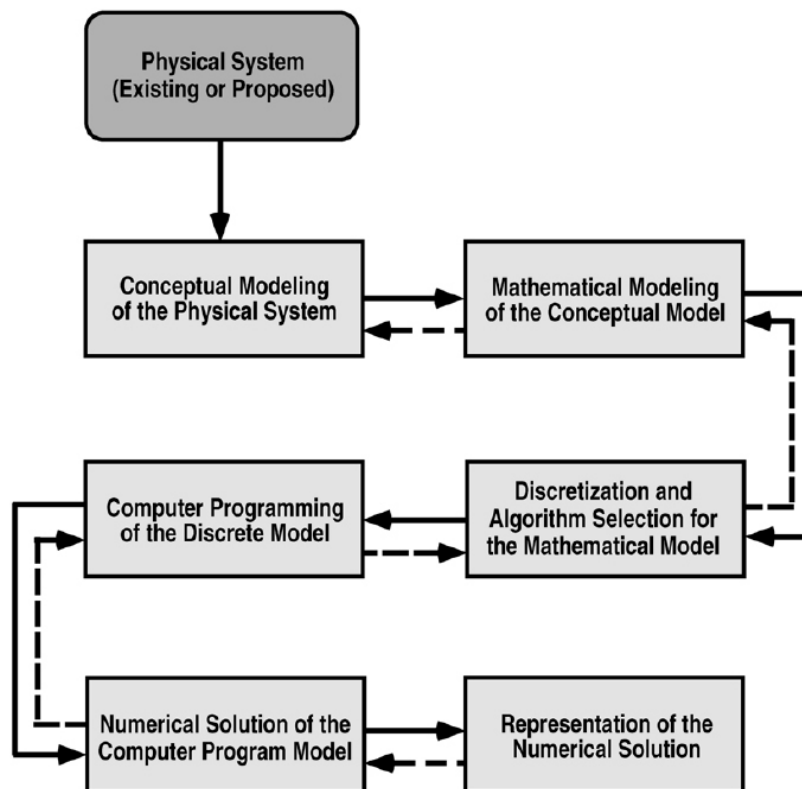 Physical System
(Existing or Proposed)
Conceptual Modeling
of the Physical System
Mathematical Modeling
of the Conceptual Model
Computer Programming
of the Discrete Model
Discretization and
Algorithm Selection for
the Mathematical Model
Numerical Solution of the
Computer Program Model
Representation of the
Numerical Solution